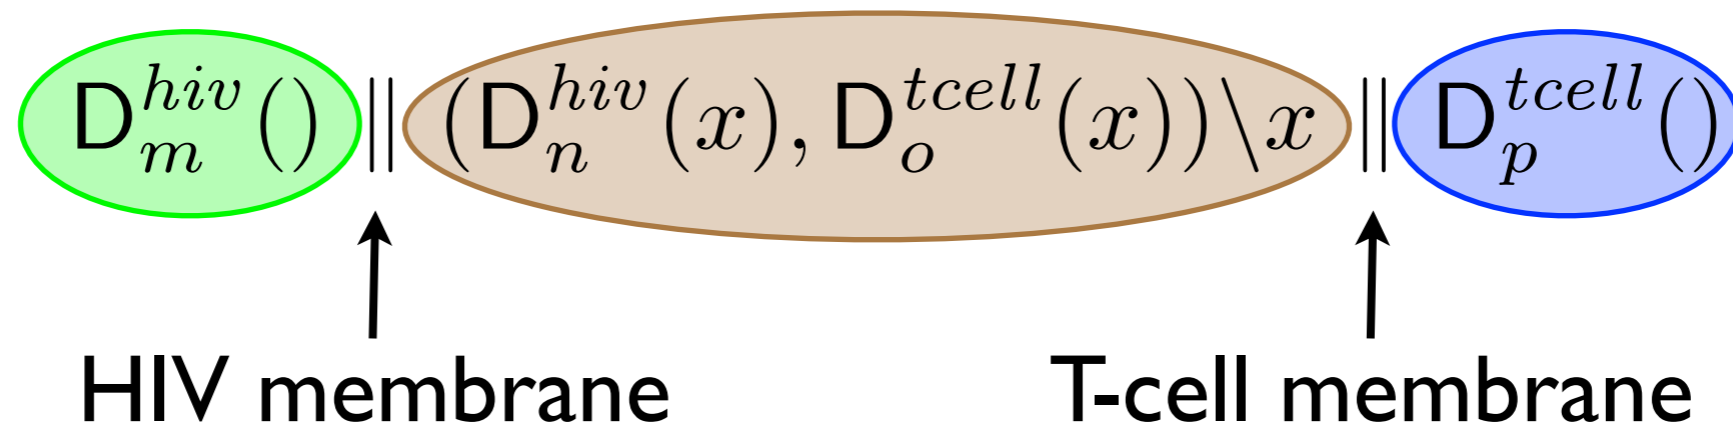 D_m^{hiv}() || (D_n^{hiv}(x), D_o^{tcell}(x))\x || D_p^{tcell}()
HIV membrane T-cell membrane